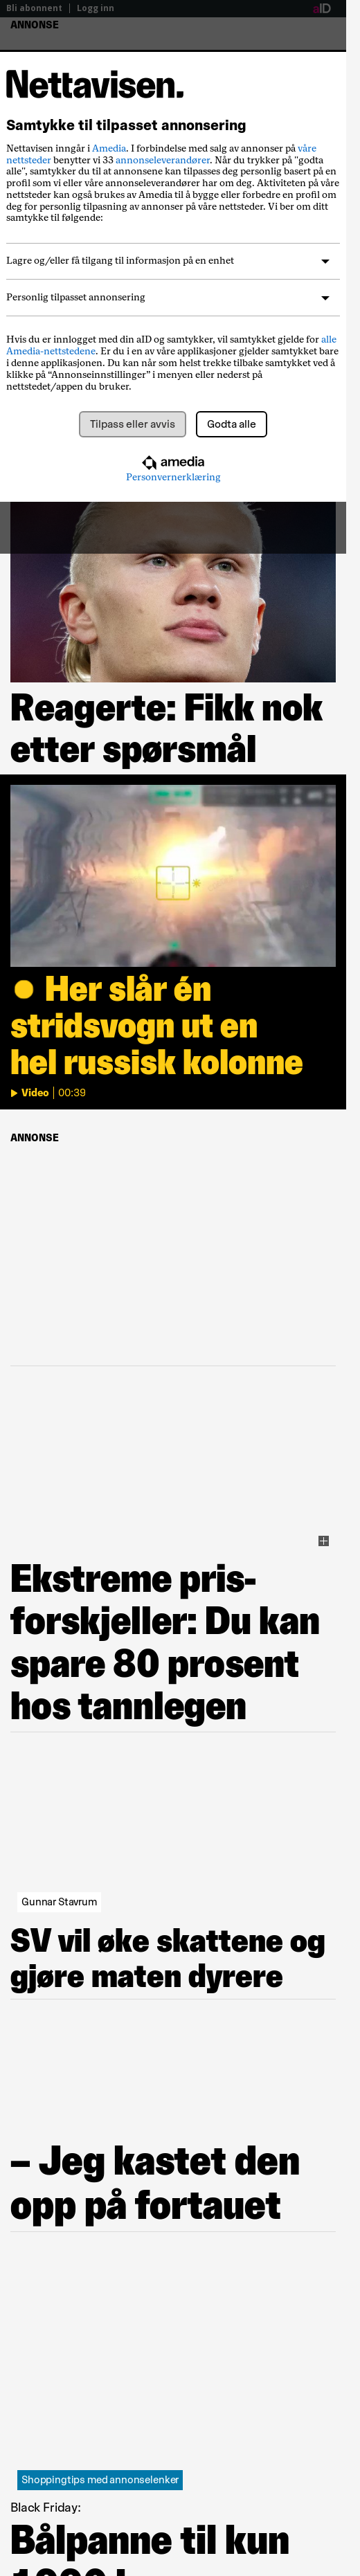 Bli abonnent | Logg inn
aID
ANNONSE
Nettavisen.
Samtykke til tilpasset annonsering
Nettavisen inngår i Amedia. I forbindelse med salg av annonser på våre
nettsteder benytter vi 33 annonseleverandører. Når du trykker på "godta
alle", samtykker du til at annonsene kan tilpasses deg personlig basert på en
profil som vi eller våre annonseleverandører har om deg. Aktiviteten på våre
nettsteder kan også brukes av Amedia til å bygge eller forbedre en profil om
deg for personlig tilpasning av annonser på våre nettsteder. Vi ber om ditt
samtykke til følgende:
Lagre og/eller få tilgang til informasjon på en enhet
Personlig tilpasset annonsering
Hvis du er innlogget med din aID og samtykker, vil samtykket gjelde for alle
Amedia-nettstedene. Er du i en av våre applikasjoner gjelder samtykket bare
i denne applikasjonen. Du kan når som helst trekke tilbake samtykket ved å
klikke på “Annonseinnstillinger” i menyen eller nederst på
nettstedet/appen du bruker.
Tilpass eller avvis
Godta alle
amedia
Personvernerklæring
Reagerte: Fikk nok
etter spørsmål
Her slår én
stridsvogn ut en
hel russisk kolonne
Video | 00:39
ANNONSE
Ekstreme pris-
forskjeller: Du kan
spare 80 prosent
hos tannlegen
Gunnar Stavrum
SV vil øke skattene og
gjøre maten dyrere
– Jeg kastet den
opp på fortauet
Shoppingtips med annonselenker
Black Friday:
Bålpanne til kun